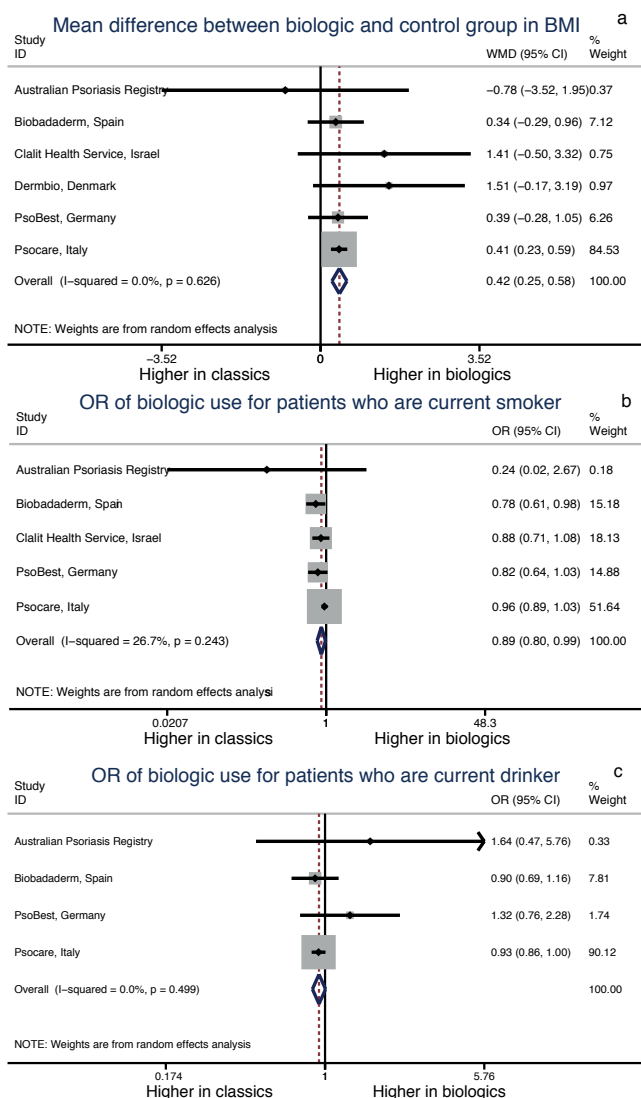 Mean difference between biologic and control group in BMI
a
Study
ID
WMD (95% CI)
%
Weight
Australian Psoriasis Registry −0.78 (−3.52, 1.95) 0.37
Biobadaderm, Spain 0.34 (−0.29, 0.96) 7.12
Clalit Health Service, Israel 1.41 (−0.50, 3.32) 0.75
Dermbio, Denmark 1.51 (−0.17, 3.19) 0.97
PsoBest, Germany 0.39 (−0.28, 1.05) 6.26
Psocare, Italy 0.41 (0.23, 0.59) 84.53
Overall (I−squared = 0.0%, p = 0.626) 0.42 (0.25, 0.58) 100.00
NOTE: Weights are from random effects analysis
−3.52 0 3.52
Higher in classics Higher in biologics
OR of biologic use for patients who are current smoker
b
Study
ID
OR (95% CI)
%
Weight
Australian Psoriasis Registry 0.24 (0.02, 2.67) 0.18
Biobadaderm, Spain 0.78 (0.61, 0.98) 15.18
Clalit Health Service, Israel 0.88 (0.71, 1.08) 18.13
PsoBest, Germany 0.82 (0.64, 1.03) 14.88
Psocare, Italy 0.96 (0.89, 1.03) 51.64
Overall (I−squared = 26.7%, p = 0.243) 0.89 (0.80, 0.99) 100.00
NOTE: Weights are from random effects analysi
0.0207 1 48.3
Higher in classics Higher in biologics
OR of biologic use for patients who are current drinker
c
Study
ID
OR (95% CI)
%
Weight
Australian Psoriasis Registry 1.64 (0.47, 5.76) 0.33
Biobadaderm, Spain 0.90 (0.69, 1.16) 7.81
PsoBest, Germany 1.32 (0.76, 2.28) 1.74
Psocare, Italy 0.93 (0.86, 1.00) 90.12
Overall (I−squared = 0.0%, p = 0.499) 100.00
NOTE: Weights are from random effects analysis
0.174 1 5.76
Higher in classics Higher in biologics